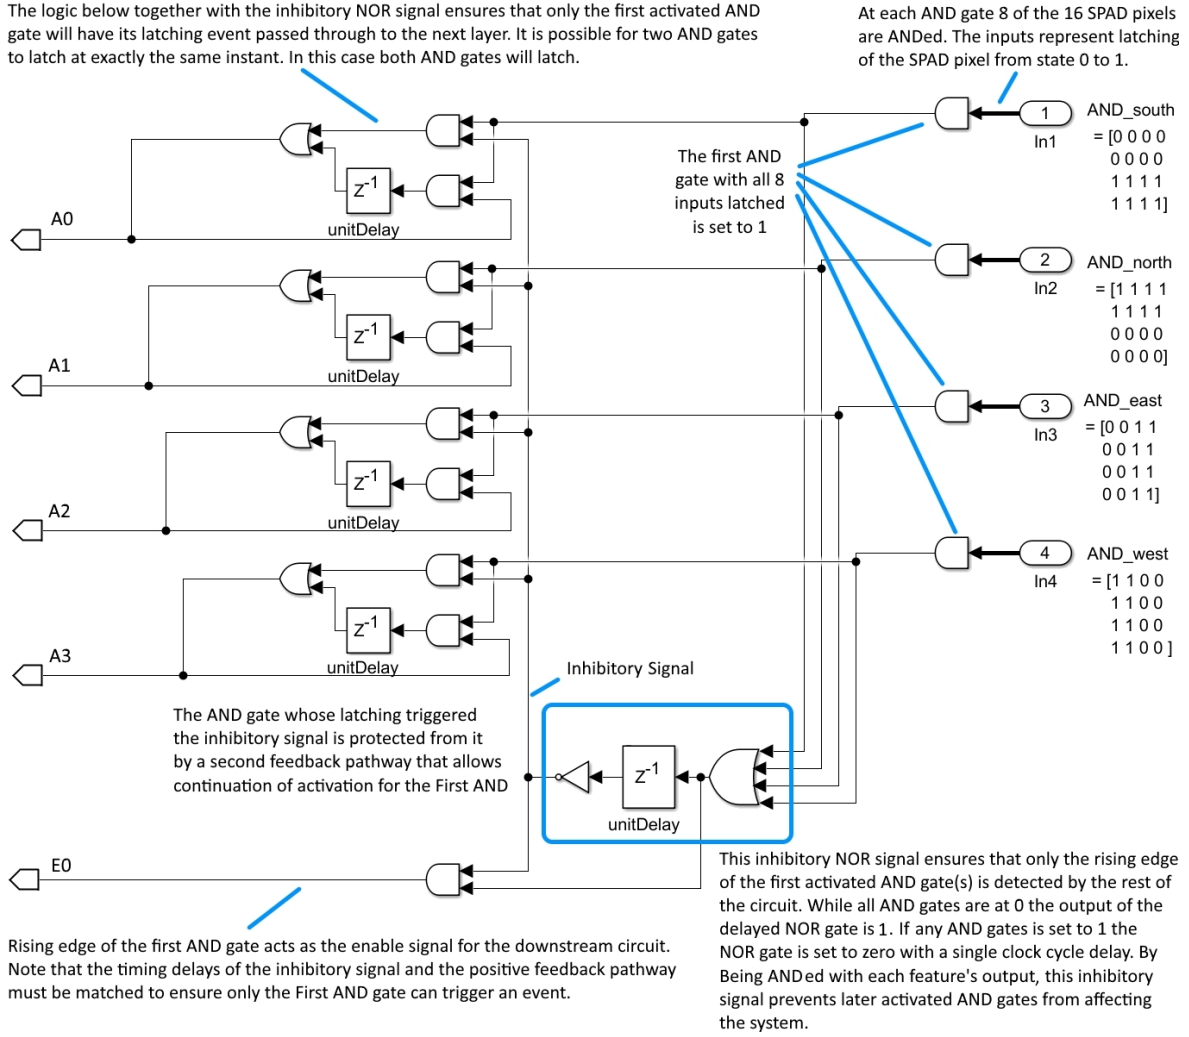 The logic below together with the inhibitory NOR signal ensures that only the first activated AND
gate will have its latching event passed through to the next layer. It is possible for two AND gates
to latch at exactly the same instant. In this case both AND gates will latch.
At each AND gate 8 of the 16 SPAD pixels
are ANDed. The inputs represent latching
of the SPAD pixel from state 0 to 1.
The first AND
gate with all 8
inputs latched
is set to 1
1
In1
AND_south
= [0 0 0 0
0 0 0 0
1 1 1 1
1 1 1 1]
2
In2
AND_north
= [1 1 1 1
1 1 1 1
0 0 0 0
0 0 0 0]
3
In3
AND_east
= [0 0 1 1
0 0 1 1
0 0 1 1
0 0 1 1]
4
In4
AND_west
= [1 1 0 0
1 1 0 0
1 1 0 0
1 1 0 0 ]
Z-1
unitDelay
A0
Z-1
unitDelay
A1
Z-1
unitDelay
A2
Z-1
unitDelay
A3
Inhibitory Signal
The AND gate whose latching triggered
the inhibitory signal is protected from it
by a second feedback pathway that allows
continuation of activation for the First AND
Z-1
unitDelay
E0
Rising edge of the first AND gate acts as the enable signal for the downstream circuit.
Note that the timing delays of the inhibitory signal and the positive feedback pathway
must be matched to ensure only the First AND gate can trigger an event.
This inhibitory NOR signal ensures that only the rising edge
of the first activated AND gate(s) is detected by the rest of
the circuit. While all AND gates are at 0 the output of the
delayed NOR gate is 1. If any AND gates is set to 1 the
NOR gate is set to zero with a single clock cycle delay. By
Being ANDed with each feature's output, this inhibitory
signal prevents later activated AND gates from affecting
the system.